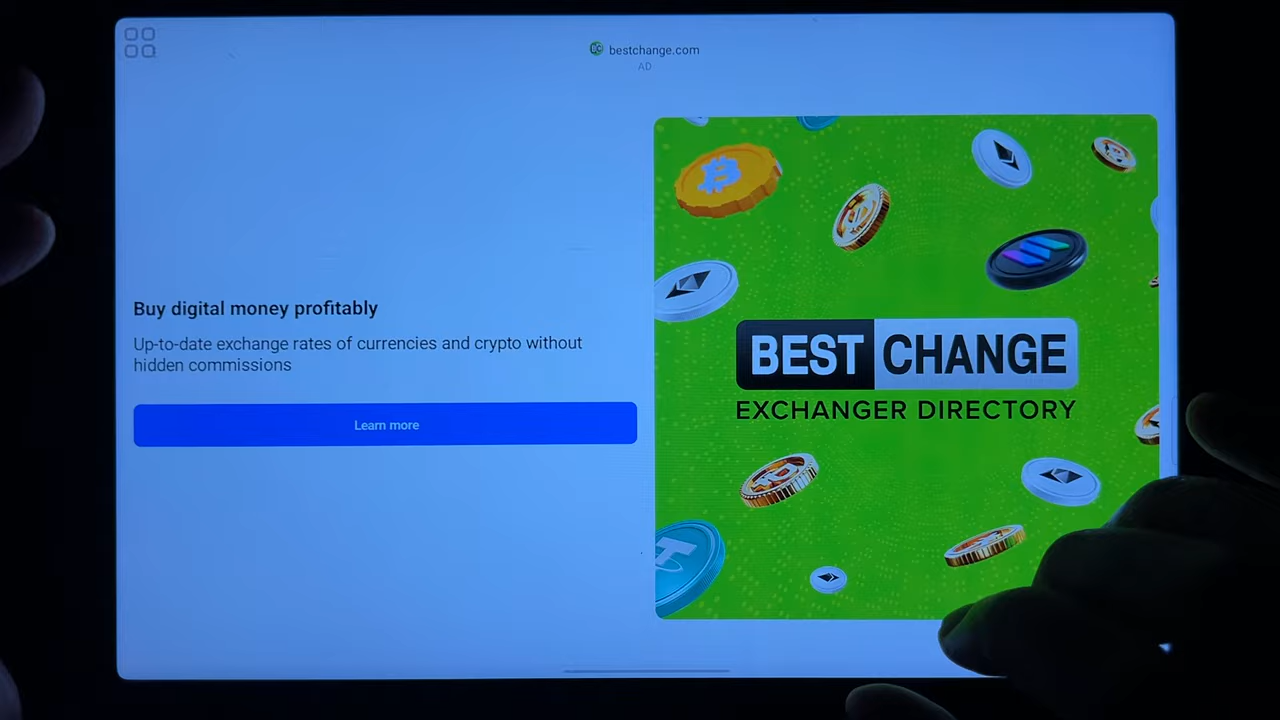 bestchange.com
AD
Buy digital money profitably
Up-to-date exchange rates of currencies and crypto without
hidden commissions
Learn more
BEST CHANGE
EXCHANGER DIRECTORY